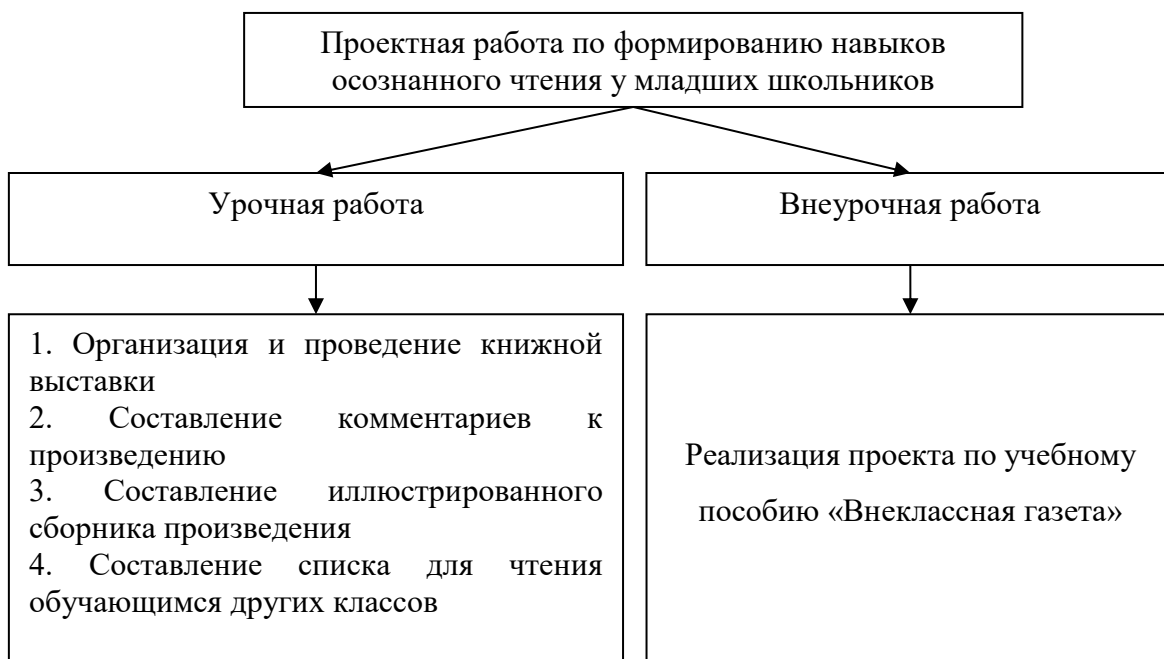 Проектная работа по формированию навыков
осознанного чтения у младших школьников
Урочная работа
Внеурочная работа
1. Организация и проведение книжной
выставки
2. Составление комментариев к
произведению
3. Составление иллюстрированного
сборника произведения
4. Составление списка для чтения
обучающимся других классов
Реализация проекта по учебному
пособию «Внеклассная газета»